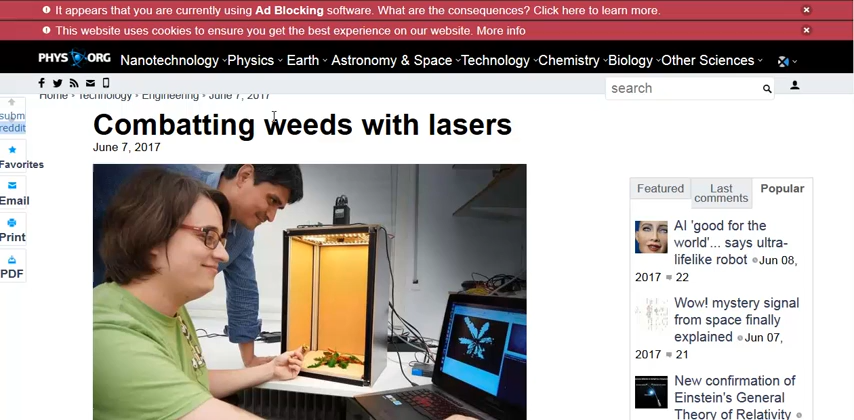 It appears that you are currently using Ad Blocking software. What are the consequences? Click here to learn more.
This website uses cookies to ensure you get the best experience on our website. More info
PHYS ORG Nanotechnology Physics Earth Astronomy & Space Technology Chemistry Biology Other Sciences
search
Home Technology Engineering June 7, 2017
subm
reddit
Favorites
Email
Print
PDF
Combatting weeds with lasers
June 7, 2017
Featured Last comments Popular
AI 'good for the
world'... says ultra-
lifelike robot Jun 08,
2017 22
Wow! mystery signal
from space finally
explained Jun 07,
2017 21
New confirmation of
Einstein's General
Theory of Relativity